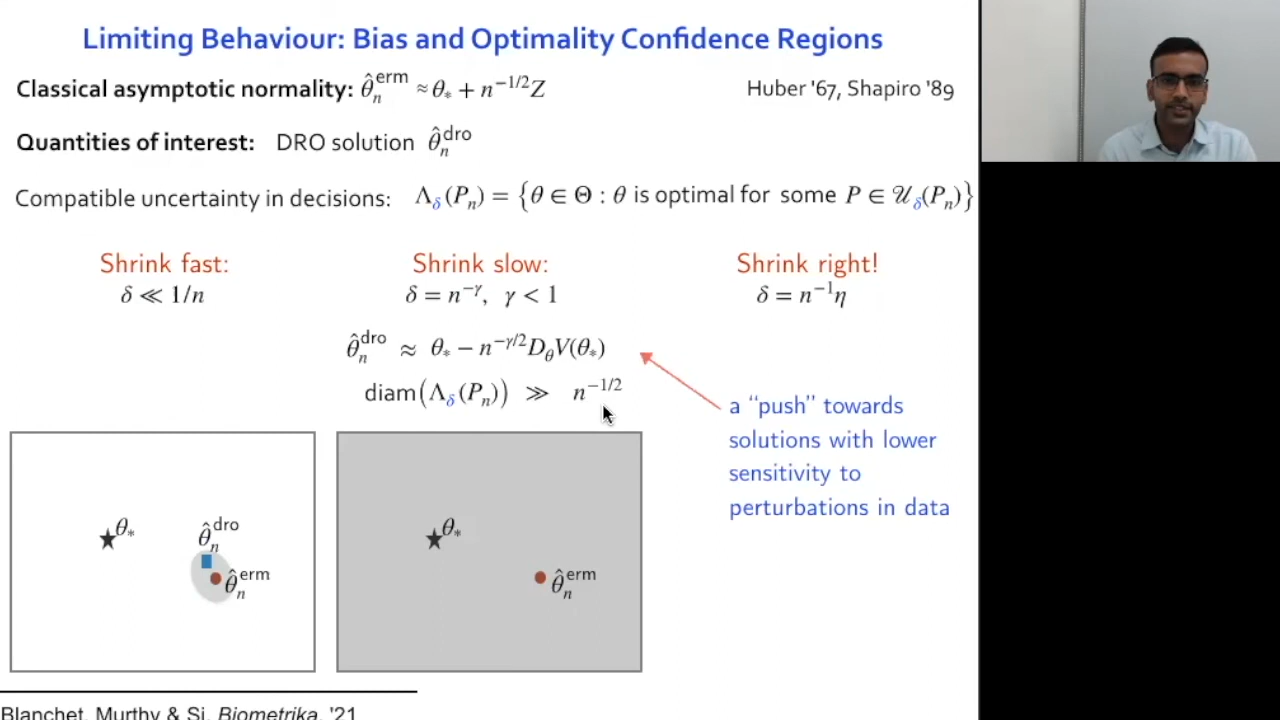 Limiting Behaviour: Bias and Optimality Confidence Regions
Classical asymptotic normality: θ̂ₙᵉʳᵐ ≈ θ* + n⁻¹ᐟ²Z Huber '67, Shapiro '89
Quantities of interest: DRO solution θ̂ₙᵈʳᵒ
Compatible uncertainty in decisions: Λ_δ(Pₙ) = {θ ∈ Θ : θ is optimal for some P ∈ 𝒰_δ(Pₙ)}
Shrink fast: Shrink slow: Shrink right!
δ ≪ 1/n δ = n^{−γ}, γ < 1 δ = n⁻¹η
θ̂ₙᵈʳᵒ ≈ θ* − n^{−γ/2}D_θV(θ*)
diam(Λ_δ(Pₙ)) ≫ n^{−1/2}
a “push” towards
solutions with lower
sensitivity to
perturbations in data
θ*
θ̂ₙᵈʳᵒ
θ̂ₙᵉʳᵐ
θ*
θ̂ₙᵉʳᵐ
Blanchet, Murthy & Si, Biometrika, '21